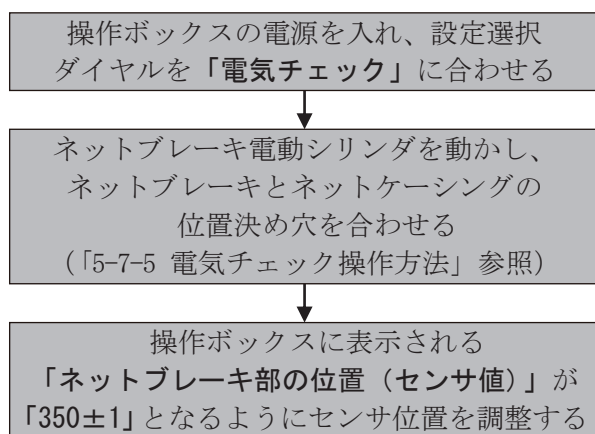 操作ボックスの電源を入れ、設定選択
ダイヤルを「電気チェック」に合わせる
ネットブレーキ電動シリンダを動かし、
ネットブレーキとネットケーシングの
位置決め穴を合わせる
(「5-7-5 電気チェック操作方法」参照)
操作ボックスに表示される
「ネットブレーキ部の位置（センサ値）」が
「350±1」となるようにセンサ位置を調整する